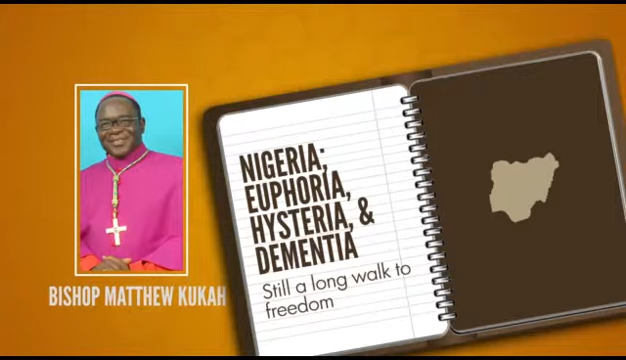 BISHOP MATTHEW KUKAH
NIGERIA;
EUPHORIA,
HYSTERIA, &
DEMENTIA
Still a long walk to
freedom